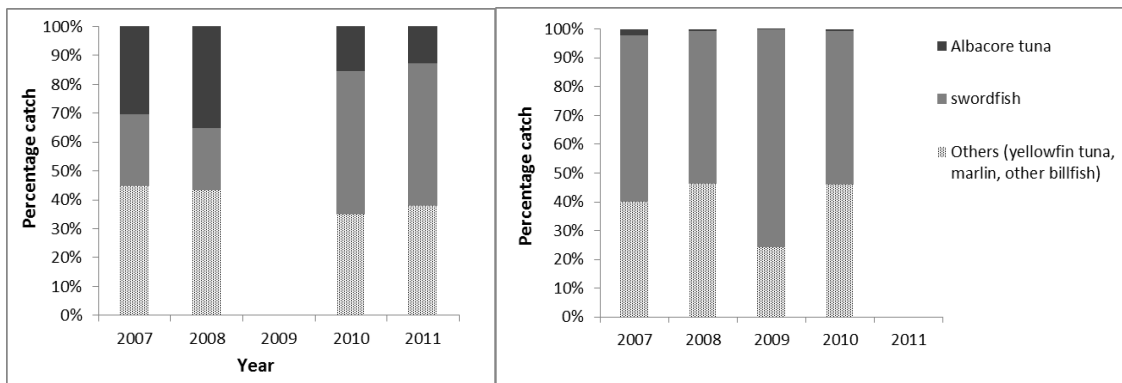 100%
90%
80%
70%
60%
50%
40%
30%
20%
10%
0%
Percentage catch
2007 2008 2009 2010 2011
Year
100%
90%
80%
70%
60%
50%
40%
30%
20%
10%
0%
Percentage catch
2007 2008 2009 2010 2011
Albacore tuna
swordfish
Others (yellowfin tuna,
marlin, other billfish)